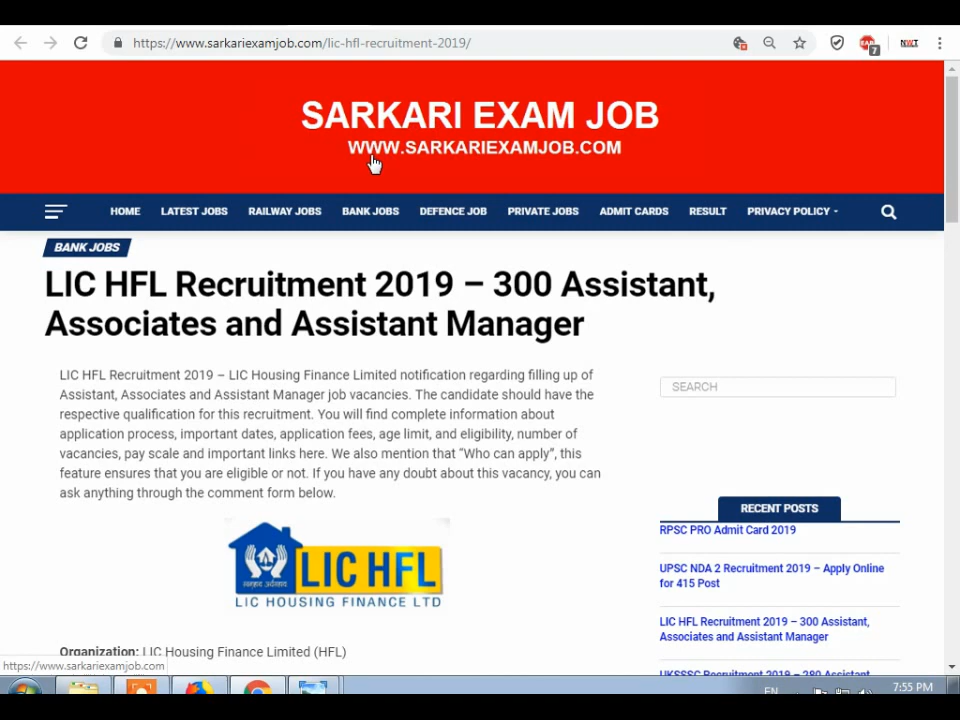 https://www.sarkariexamjob.com/lic-hfl-recruitment-2019/
7
NWT
SARKARI EXAM JOB
WWW.SARKARIEXAMJOB.COM
HOME LATEST JOBS RAILWAY JOBS BANK JOBS DEFENCE JOB PRIVATE JOBS ADMIT CARDS RESULT PRIVACY POLICY
BANK JOBS
LIC HFL Recruitment 2019 – 300 Assistant,
Associates and Assistant Manager
LIC HFL Recruitment 2019 – LIC Housing Finance Limited notification regarding filling up of
Assistant, Associates and Assistant Manager job vacancies. The candidate should have the
respective qualification for this recruitment. You will find complete information about
application process, important dates, application fees, age limit, and eligibility, number of
vacancies, pay scale and important links here. We also mention that “Who can apply”, this
feature ensures that you are eligible or not. If you have any doubt about this vacancy, you can
ask anything through the comment form below.
LIC HFL
LIC HOUSING FINANCE LTD
Organization: LIC Housing Finance Limited (HFL)
SEARCH
RECENT POSTS
RPSC PRO Admit Card 2019
UPSC NDA 2 Recruitment 2019 – Apply Online
for 415 Post
LIC HFL Recruitment 2019 – 300 Assistant,
Associates and Assistant Manager
UKSSSC Recruitment 2019 – 280 Assistant
https://www.sarkariexamjob.com
EN
7:55 PM